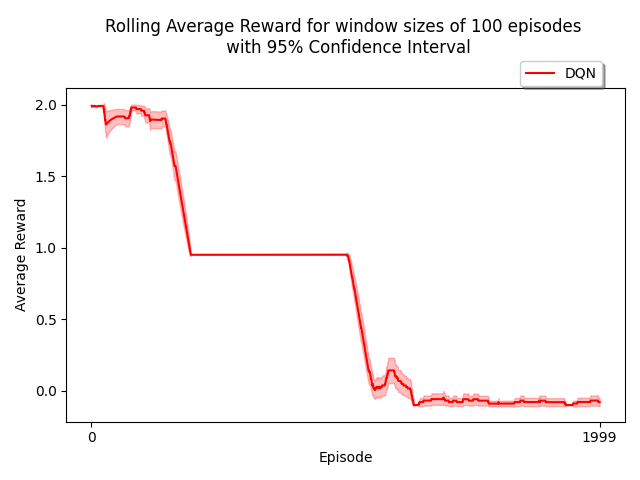 Rolling Average Reward for window sizes of 100 episodes
with 95% Confidence Interval
DQN
2.0
1.5
1.0
0.5
0.0
Average Reward
0
1999
Episode